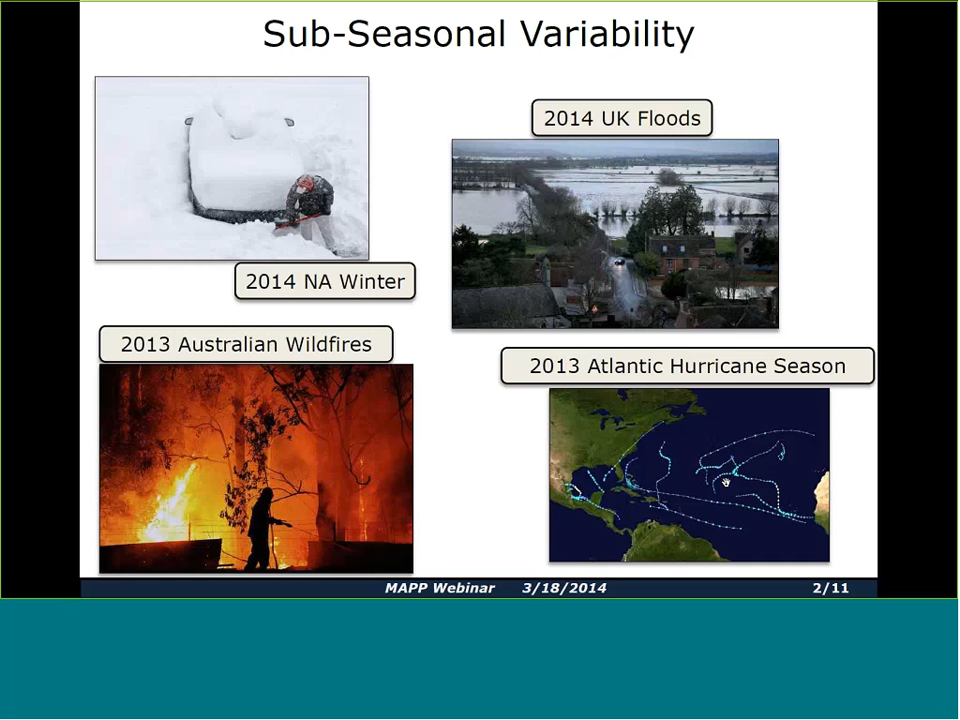 Sub-Seasonal Variability
2014 UK Floods
2014 NA Winter
2013 Australian Wildfires
2013 Atlantic Hurricane Season
MAPP Webinar 3/18/2014 2/11